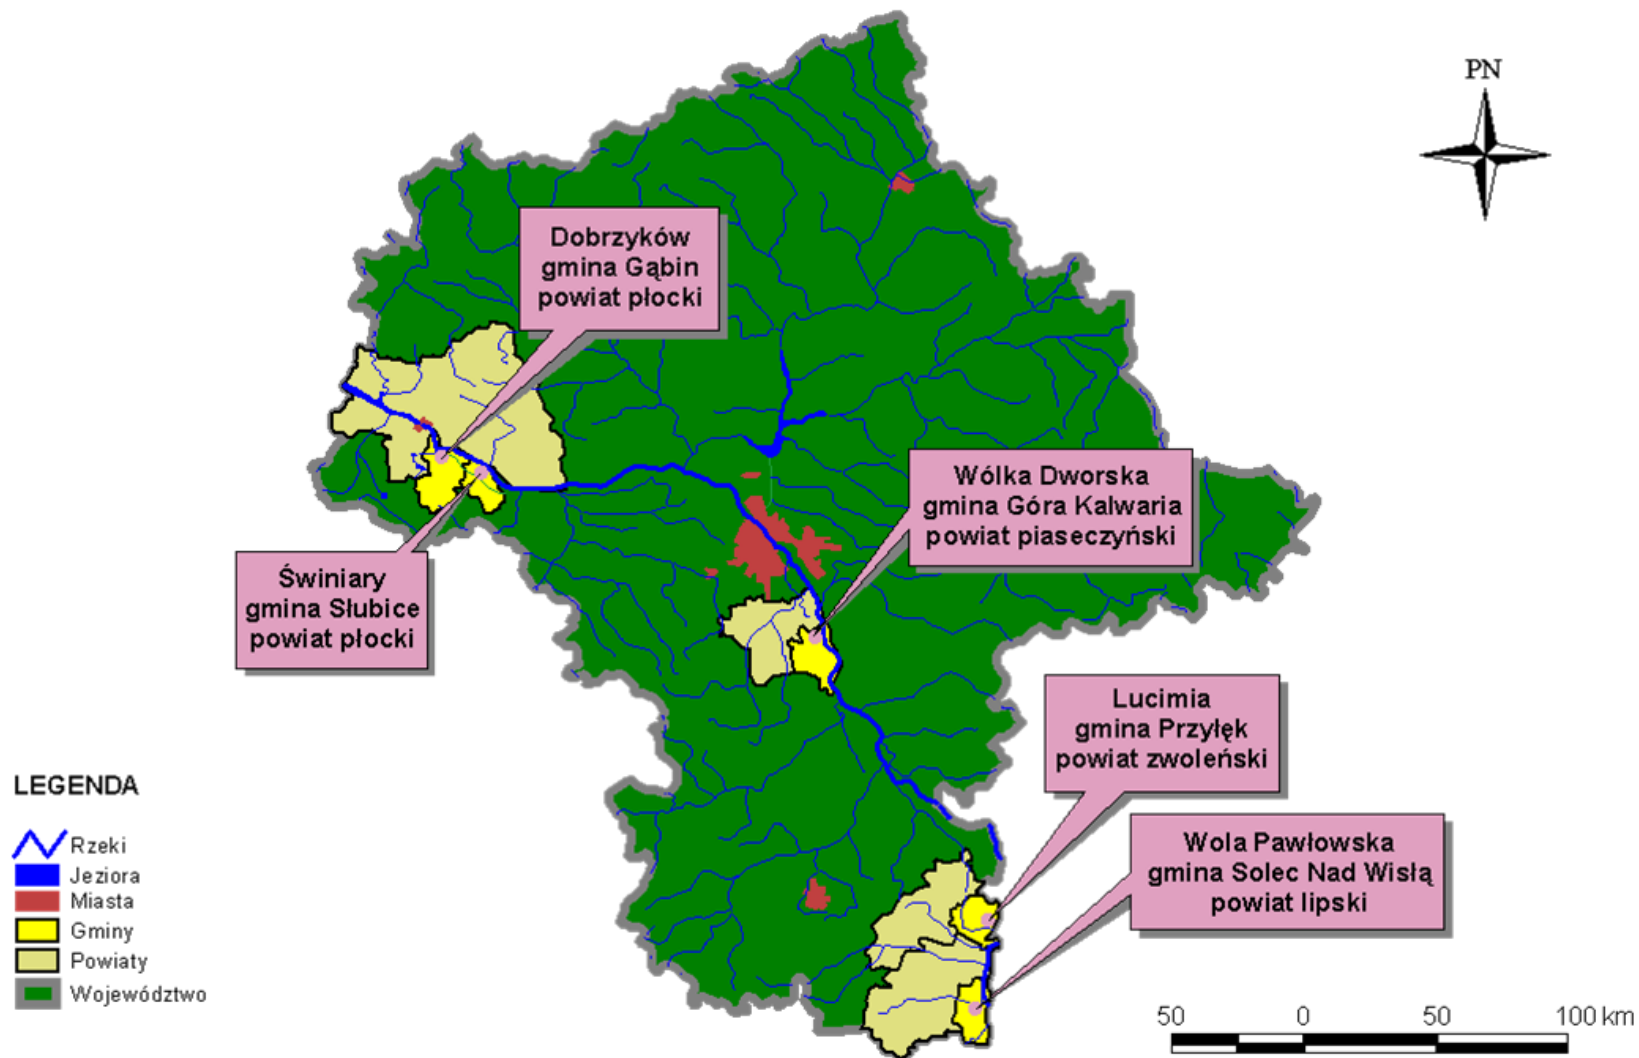 PN
Dobrzyków
gmina Gąbin
powiat płocki
Wólka Dworska
gmina Góra Kalwaria
powiat piaseczyński
Świniary
gmina Słubice
powiat płocki
Lucimia
gmina Przyłęk
powiat zwoleński
Wola Pawłowska
gmina Solec Nad Wisłą
powiat lipski
LEGENDA
Rzeki
Jeziora
Miasta
Gminy
Powiaty
Województwo
50 0 50 100 km